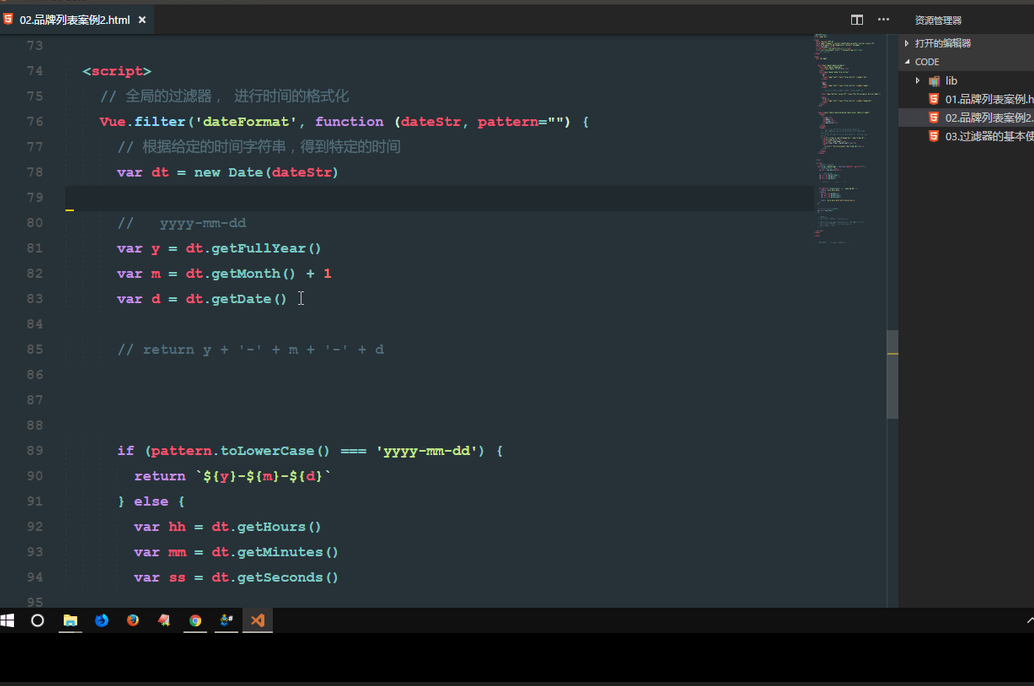 02.品牌列表案例2.html ×
资源管理器
打开的编辑器
CODE
lib
01.品牌列表案例.h
02.品牌列表案例2.
03.过滤器的基本使
73
74 <script>
75 // 全局的过滤器， 进行时间的格式化
76 Vue.filter('dateFormat', function (dateStr, pattern="") {
77 // 根据给定的时间字符串，得到特定的时间
78 var dt = new Date(dateStr)
79
80 //   yyyy-mm-dd
81 var y = dt.getFullYear()
82 var m = dt.getMonth() + 1
83 var d = dt.getDate()
84
85 // return y + '-' + m + '-' + d
86
87
88
89 if (pattern.toLowerCase() === 'yyyy-mm-dd') {
90 return `${y}-${m}-${d}`
91 } else {
92 var hh = dt.getHours()
93 var mm = dt.getMinutes()
94 var ss = dt.getSeconds()
95